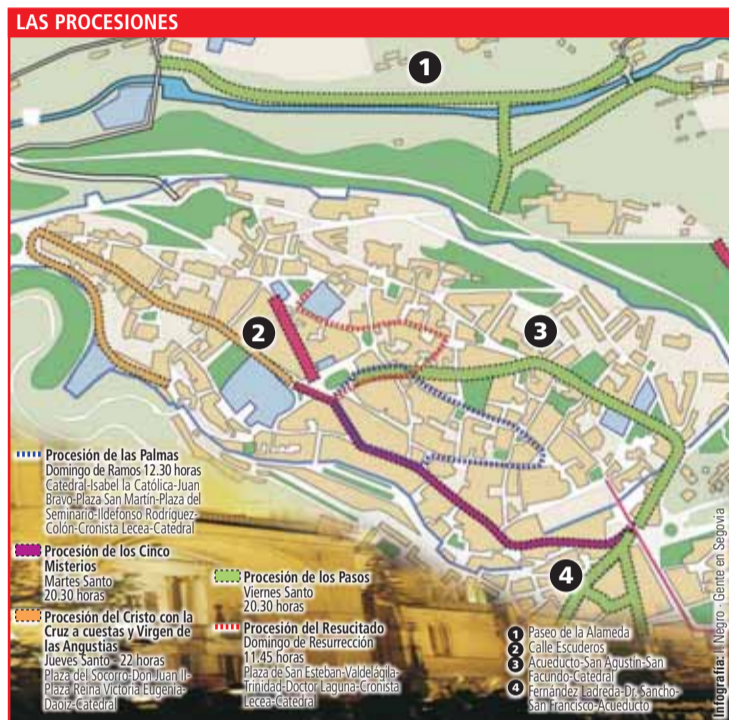 LAS PROCESIONES
1
2
3
4
Procesión de las Palmas
Domingo de Ramos 12.30 horas
Catedral-Isabel la Católica-Juan
Bravo-Plaza San Martín-Plaza del
Seminario-Ildefonso Rodríguez-
Colón-Cronista Lecea-Catedral
Procesión de los Cinco
Misterios
Martes Santo
20.30 horas
Procesión del Cristo con la
Cruz a cuestas y Virgen de
las Angustias
Jueves Santo - 22 horas
Plaza del Socorro-Don Juan II-
Plaza Reina Victoria Eugenia-
Daoiz-Catedral
Procesión de los Pasos
Viernes Santo
20.30 horas
Procesión del Resucitado
Domingo de Resurrección
11.45 horas
Plaza de San Esteban-Valdelágila-
Trinidad-Doctor Laguna-Cronista
Lecea-Catedral
1 Paseo de la Alameda
2 Calle Escuderos
3 Acueducto-San Agustín-San
Facundo-Catedral
4 Fernández Ladreda-Dr. Sancho-
San Francisco-Acueducto
Infografía: Il Negro - Gente en Segovia